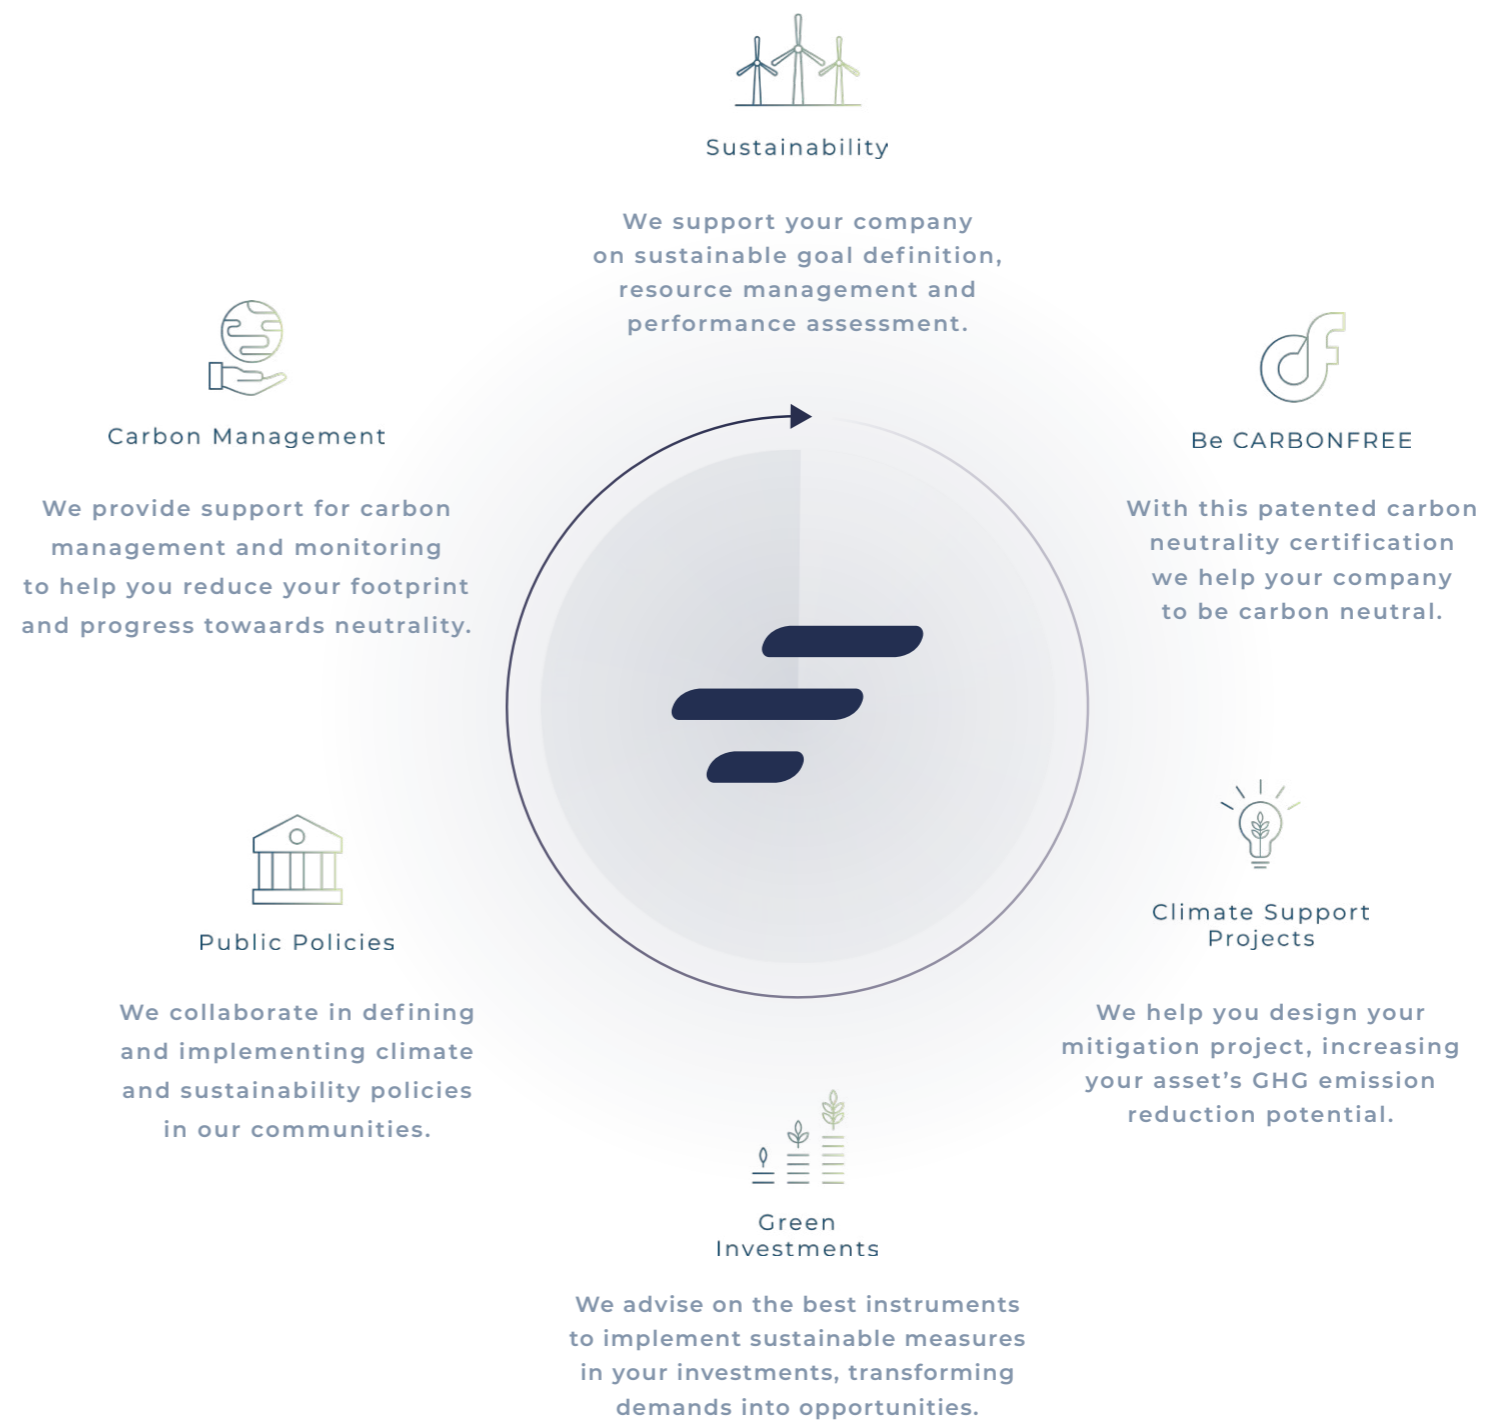 Sustainability
We support your company
on sustainable goal definition,
resource management and
performance assessment.
Be CARBONFREE
With this patented carbon
neutrality certification
we help your company
to be carbon neutral.
Climate Support
Projects
We help you design your
mitigation project, increasing
your asset’s GHG emission
reduction potential.
Green
Investments
We advise on the best instruments
to implement sustainable measures
in your investments, transforming
demands into opportunities.
Public Policies
We collaborate in defining
and implementing climate
and sustainability policies
in our communities.
Carbon Management
We provide support for carbon
management and monitoring
to help you reduce your footprint
and progress towaards neutrality.